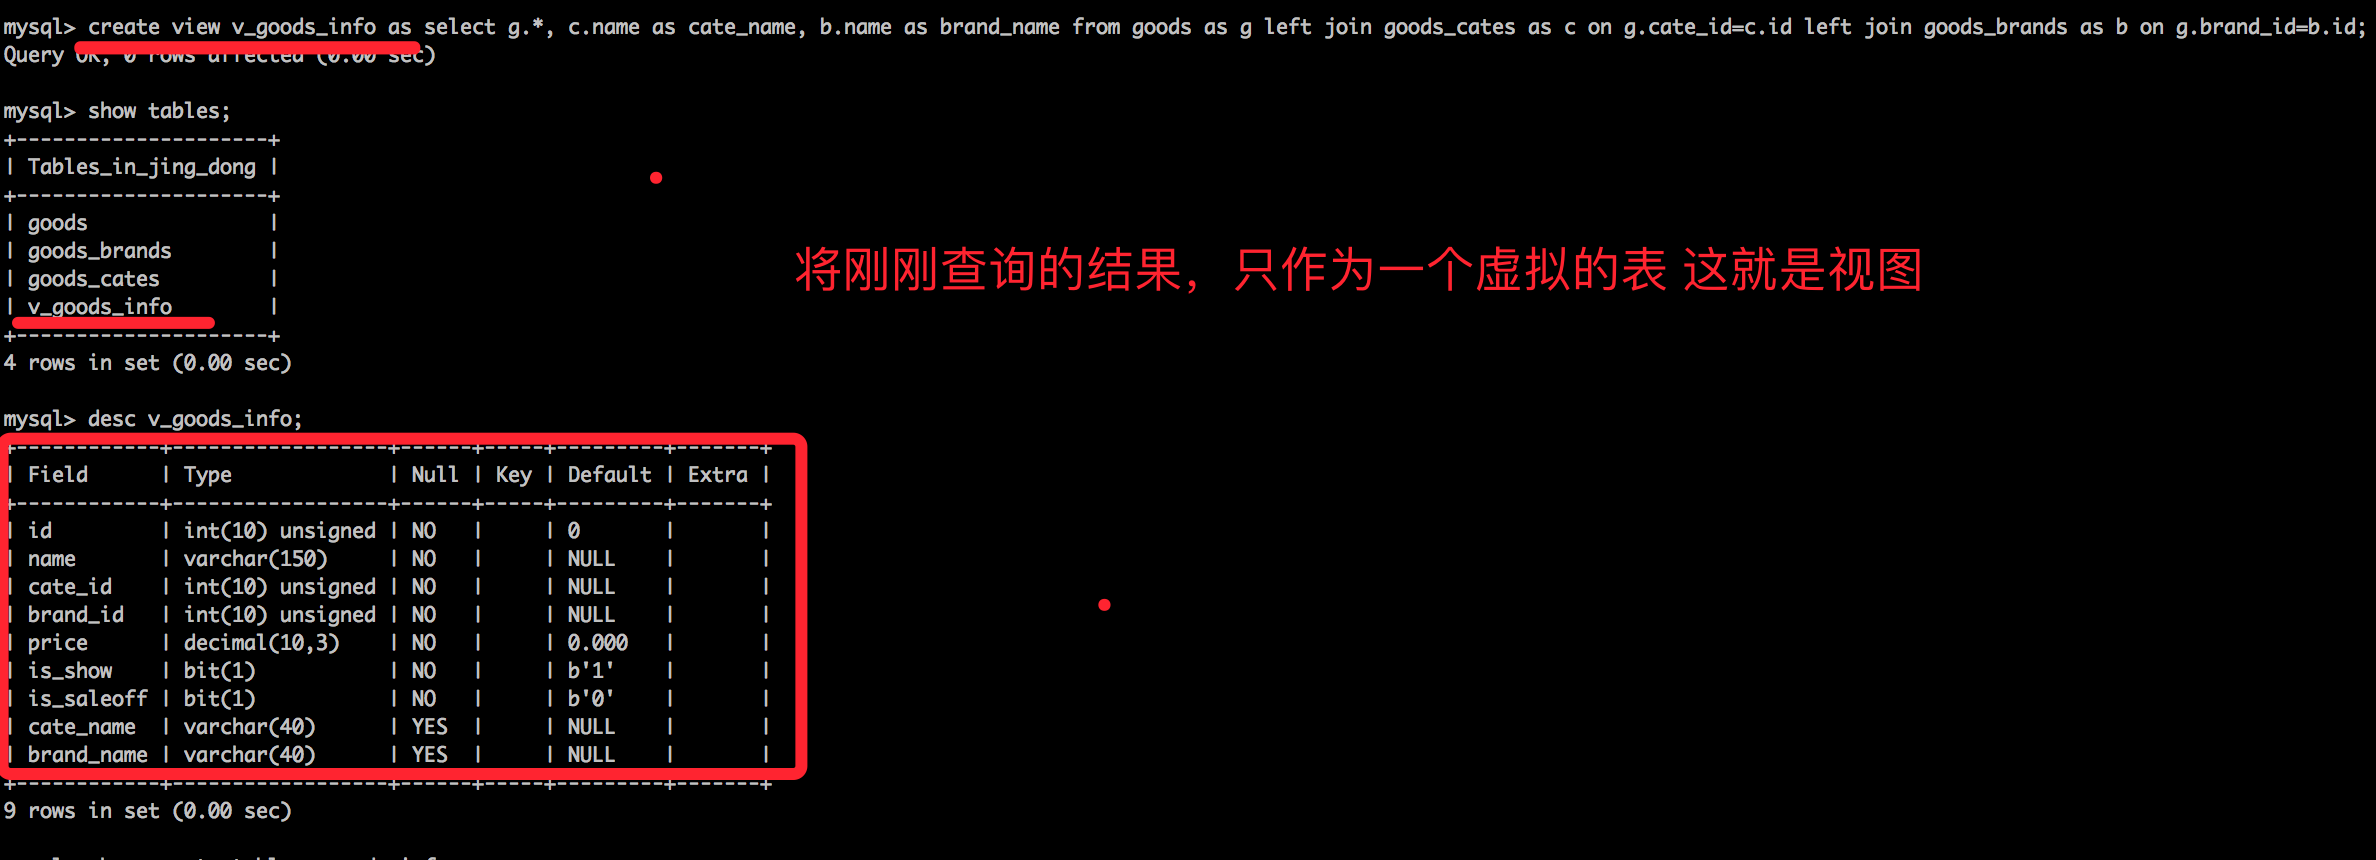 mysql> create view v_goods_info as select g.*, c.name as cate_name, b.name as brand_name from goods as g left join goods_cates as c on g.cate_id=c.id left join goods_brands as b on g.brand_id=b.id;
Query OK, 0 rows affected (0.00 sec)
mysql> show tables;
+--------------------+
| Tables_in_jing_dong |
+--------------------+
| goods |
| goods_brands |
| goods_cates |
| v_goods_info |
+--------------------+
将刚刚查询的结果，只作为一个虚拟的表 这就是视图
4 rows in set (0.00 sec)
mysql> desc v_goods_info;
+------------+------------------+------+-----+---------+-------+
| Field | Type | Null | Key | Default | Extra |
+------------+------------------+------+-----+---------+-------+
| id | int(10) unsigned | NO | | 0 | |
| name | varchar(150) | NO | | NULL | |
| cate_id | int(10) unsigned | NO | | NULL | |
| brand_id | int(10) unsigned | NO | | NULL | |
| price | decimal(10,3) | NO | | 0.000 | |
| is_show | bit(1) | NO | | b'1' | |
| is_saleoff | bit(1) | NO | | b'0' | |
| cate_name | varchar(40) | YES | | NULL | |
| brand_name | varchar(40) | YES | | NULL | |
+------------+------------------+------+-----+---------+-------+
9 rows in set (0.00 sec)